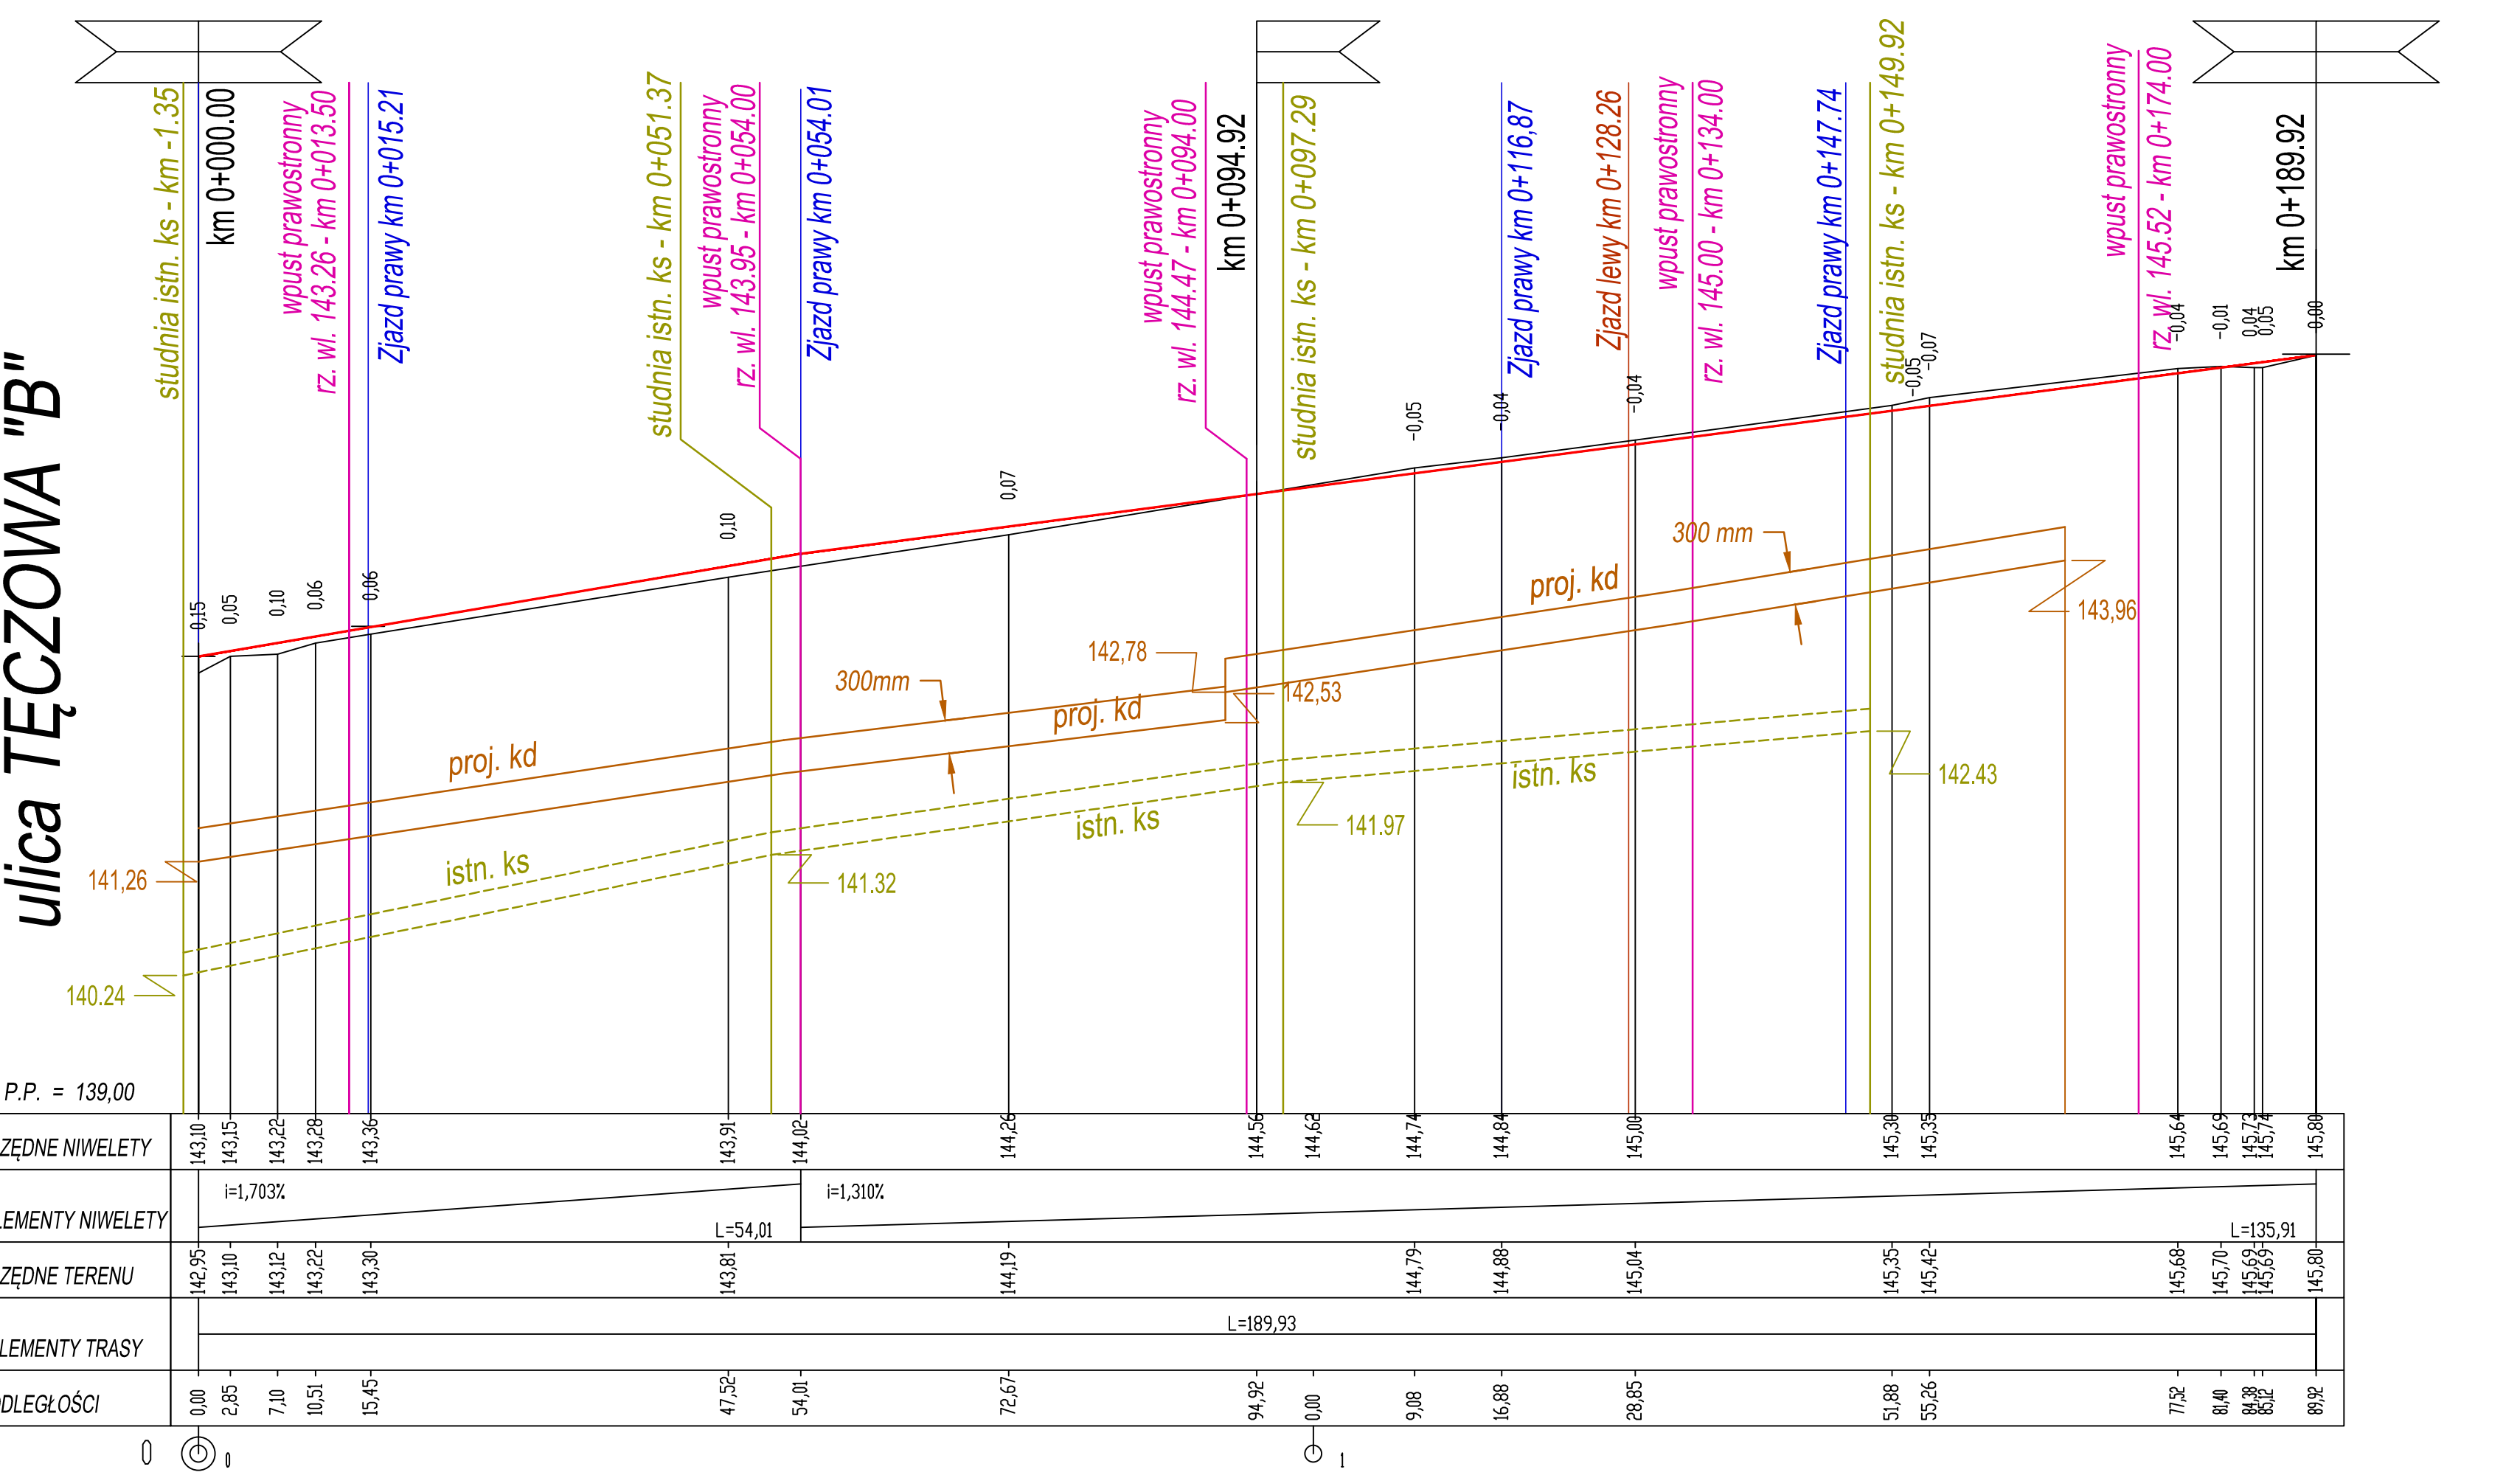 ulica TĘCZOWA "B"
studnia istn. ks - km -1.35
km 0+000.00
wpust prawostronny
rz. wl. 143.26 - km 0+013.50
Zjazd prawy km 0+015.21
studnia istn. ks - km 0+051.37
wpust prawostronny
rz. wl. 143.95 - km 0+054.00
Zjazd prawy km 0+054.01
wpust prawostronny
rz. wl. 144.47 - km 0+094.00
km 0+094.92
studnia istn. ks - km 0+097.29
Zjazd prawy km 0+116,87
Zjazd lewy km 0+128.26
wpust prawostronny
rz. wl. 145.00 - km 0+134.00
Zjazd prawy km 0+147.74
studnia istn. ks - km 0+149.92
wpust prawostronny
rz. wl. 145.52 - km 0+174.00
km 0+189.92
0,15
0,05
0,10
0,06
0,06
0,10
0,07
-0,05
-0,04
-0,04
-0,05
-0,07
-0,04
-0,01
0,04
0,05
0,00
300 mm
proj. kd
143,96
142,78
142,53
300mm
proj. kd
proj. kd
istn. ks
142.43
istn. ks
141.97
istn. ks
141.32
141,26
140.24
P.P. = 139,00
ZĘDNE NIWELETY
143,10
143,15
143,22
143,28
143,36
143,91
144,02
144,26
144,56
144,62
144,74
144,84
145,00
145,30
145,35
145,64
145,69
145,73
145,74
145,80
LEMENTY NIWELETY
i=1,703%
L=54,01
i=1,310%
L=135,91
ZĘDNE TERENU
142,95
143,10
143,12
143,22
143,30
143,81
144,19
144,79
144,88
145,04
145,35
145,42
145,68
145,70
145,69
145,69
145,80
LEMENTY TRASY
L=189,93
DLEGŁOŚCI
0,00
2,85
7,10
10,51
15,45
47,52
54,01
72,67
94,92
0,00
9,08
16,88
28,85
51,88
55,26
77,52
81,40
84,38
85,12
89,92
0
0
1